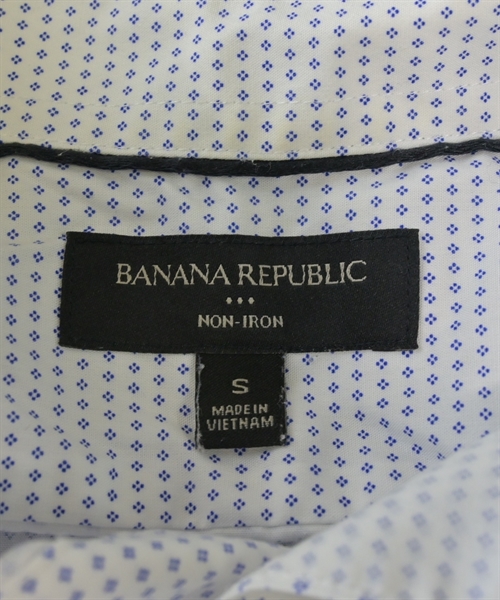 BANANA REPUBLIC
NON-IRON
S
MADE IN
VIETNAM